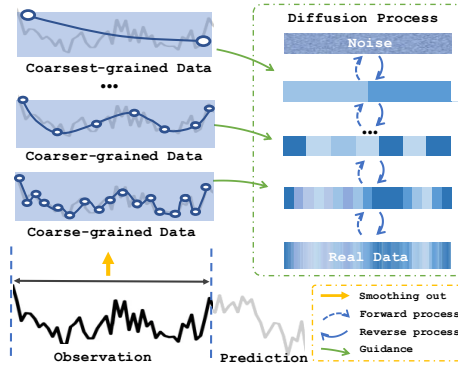 Coarsest-grained Data
...
Coarser-grained Data
Coarse-grained Data
Observation
Prediction
Diffusion Process
Noise
...
Real Data
Smoothing out
Forward process
Reverse process
Guidance